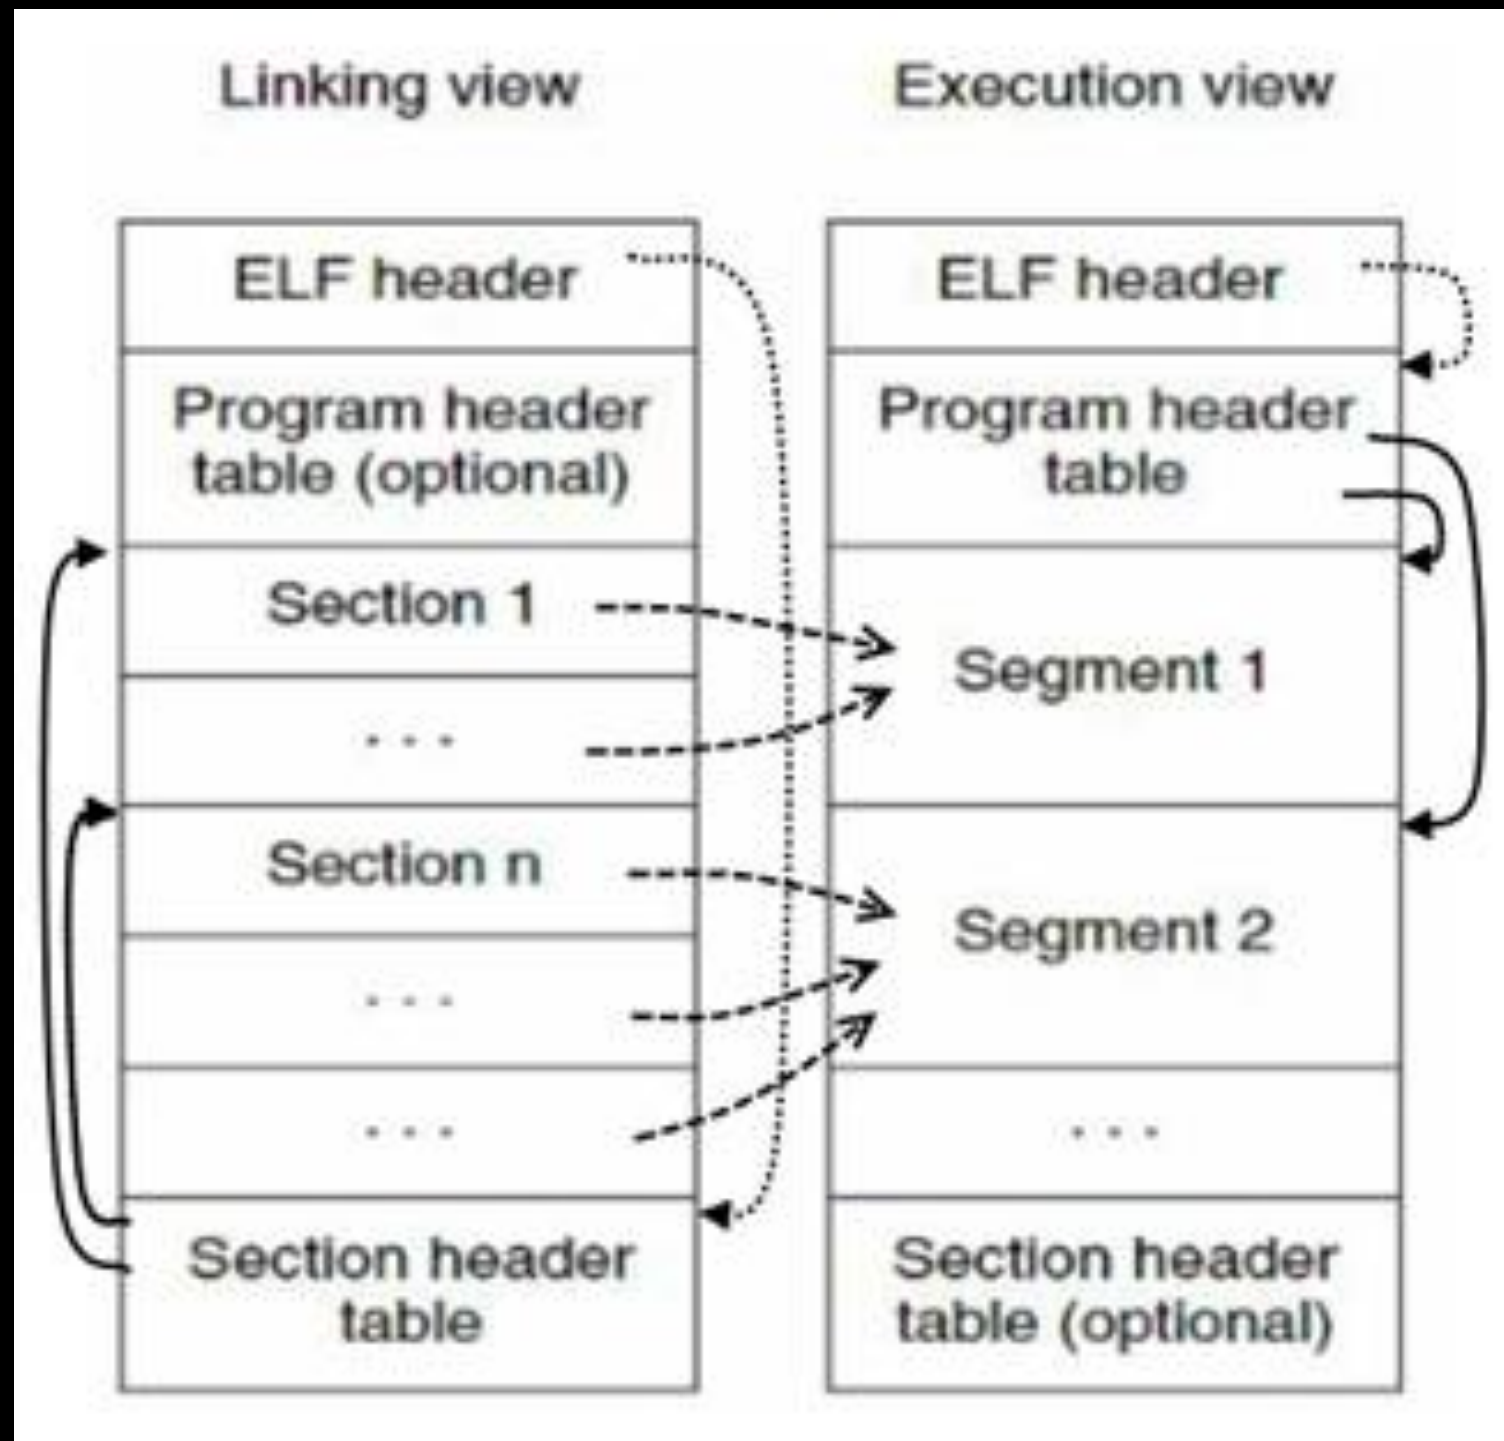 Linking view
ELF header
Program header
table (optional)
Section 1
. . .
Section n
. . .
. . .
Section header
table
Execution view
ELF header
Program header
table
Segment 1
Segment 2
. . .
Section header
table (optional)